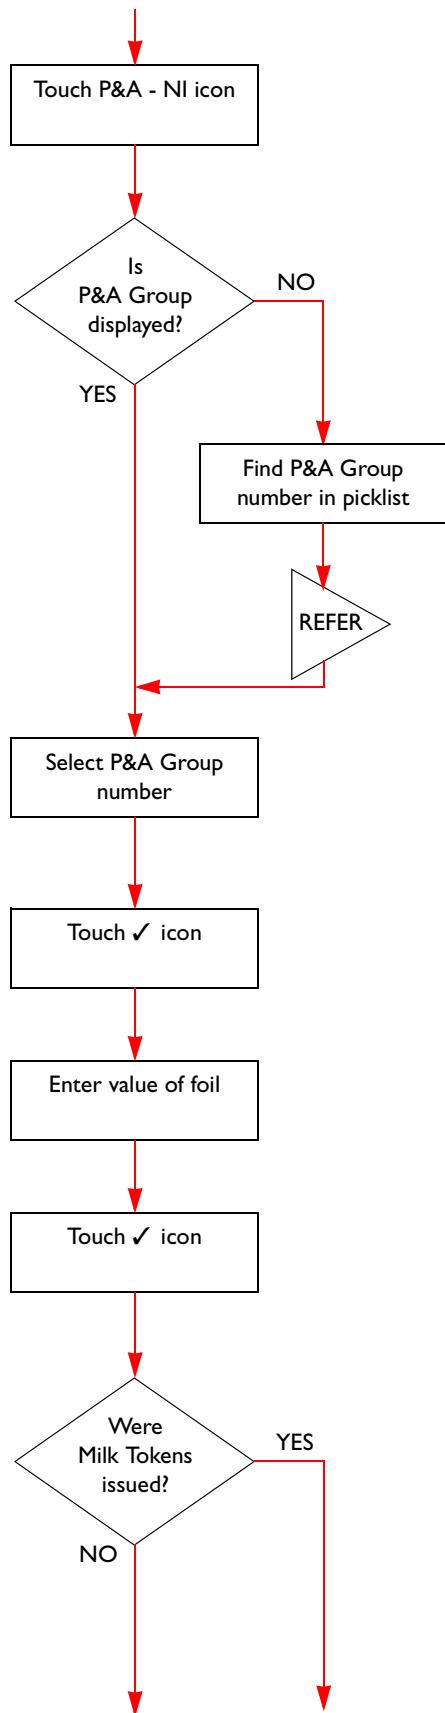 Touch P&A - NI icon
Is
P&A Group
displayed?
NO
YES
Find P&A Group
number in picklist
REFER
Select P&A Group
number
Touch ✓ icon
Enter value of foil
Touch ✓ icon
Were
Milk Tokens
issued?
YES
NO